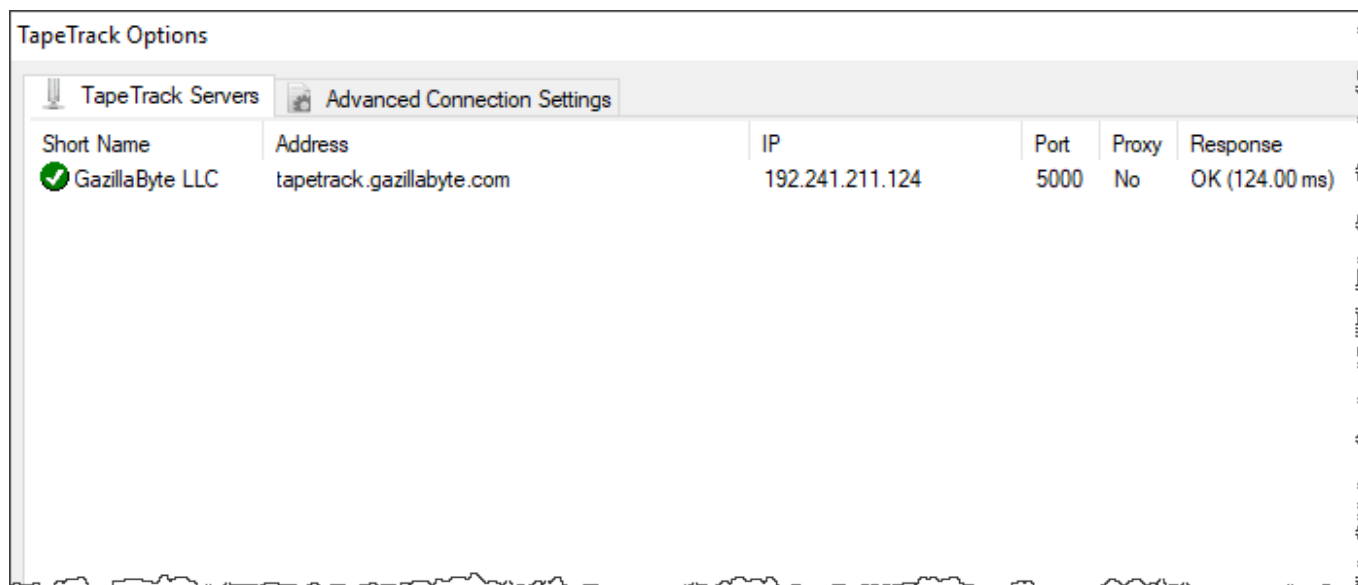 TapeTrack Options
TapeTrack Servers Advanced Connection Settings
Short Name Address IP Port Proxy Response
GazillaByte LLC tapetrack.gazillabyte.com 192.241.211.124 5000 No OK (124.00 ms)